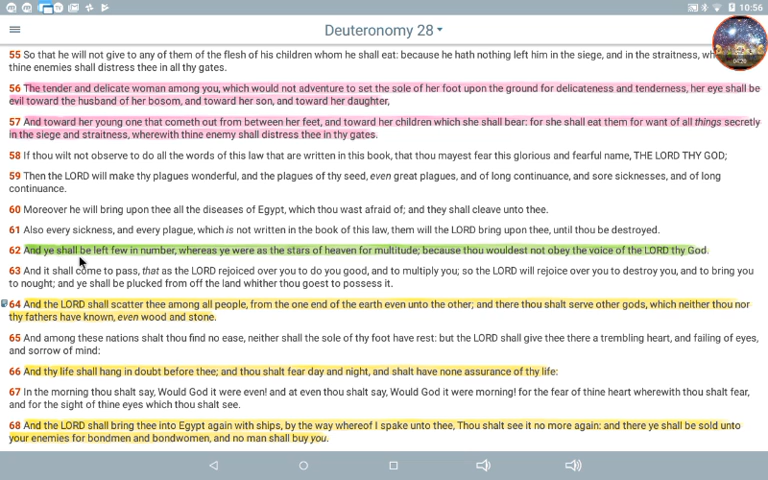 10:56
Deuteronomy 28
04:20
55 So that he will not give to any of them of the flesh of his children whom he shall eat: because he hath nothing left him in the siege, and in the straitness,
thine enemies shall distress thee in all thy gates.
56 The tender and delicate woman among you, which would not adventure to set the sole of her foot upon the ground for delicateness and tenderness, her eye shall be
evil toward the husband of her bosom, and toward her son, and toward her daughter,
57 And toward her young one that cometh out from between her feet, and toward her children which she shall bear: for she shall eat them for want of all things secretly
in the siege and straitness, wherewith thine enemy shall distress thee in thy gates.
58 If thou wilt not observe to do all the words of this law that are written in this book, that thou mayest fear this glorious and fearful name, THE LORD THY GOD;
59 Then the LORD will make thy plagues wonderful, and the plagues of thy seed, even great plagues, and of long continuance, and sore sicknesses, and of long
continuance.
60 Moreover he will bring upon thee all the diseases of Egypt, which thou wast afraid of; and they shall cleave unto thee.
61 Also every sickness, and every plague, which is not written in the book of this law, them will the LORD bring upon thee, until thou be destroyed.
62 And ye shall be left few in number, whereas ye were as the stars of heaven for multitude; because thou wouldest not obey the voice of the LORD thy God.
63 And it shall come to pass, that as the LORD rejoiced over you to do you good, and to multiply you; so the LORD will rejoice over you to destroy you, and to bring you
to nought; and ye shall be plucked from off the land whither thou goest to possess it.
64 And the LORD shall scatter thee among all people, from the one end of the earth even unto the other; and there thou shalt serve other gods, which neither thou nor
thy fathers have known, even wood and stone.
65 And among these nations shalt thou find no ease, neither shall the sole of thy foot have rest: but the LORD shall give thee there a trembling heart, and failing of eyes,
and sorrow of mind:
66 And thy life shall hang in doubt before thee; and thou shalt fear day and night, and shalt have none assurance of thy life:
67 In the morning thou shalt say, Would God it were even! and at even thou shalt say, Would God it were morning! for the fear of thine heart wherewith thou shalt fear,
and for the sight of thine eyes which thou shalt see.
68 And the LORD shall bring thee into Egypt again with ships, by the way whereof I spake unto thee, Thou shalt see it no more again: and there ye shall be sold unto
your enemies for bondmen and bondwomen, and no man shall buy you.